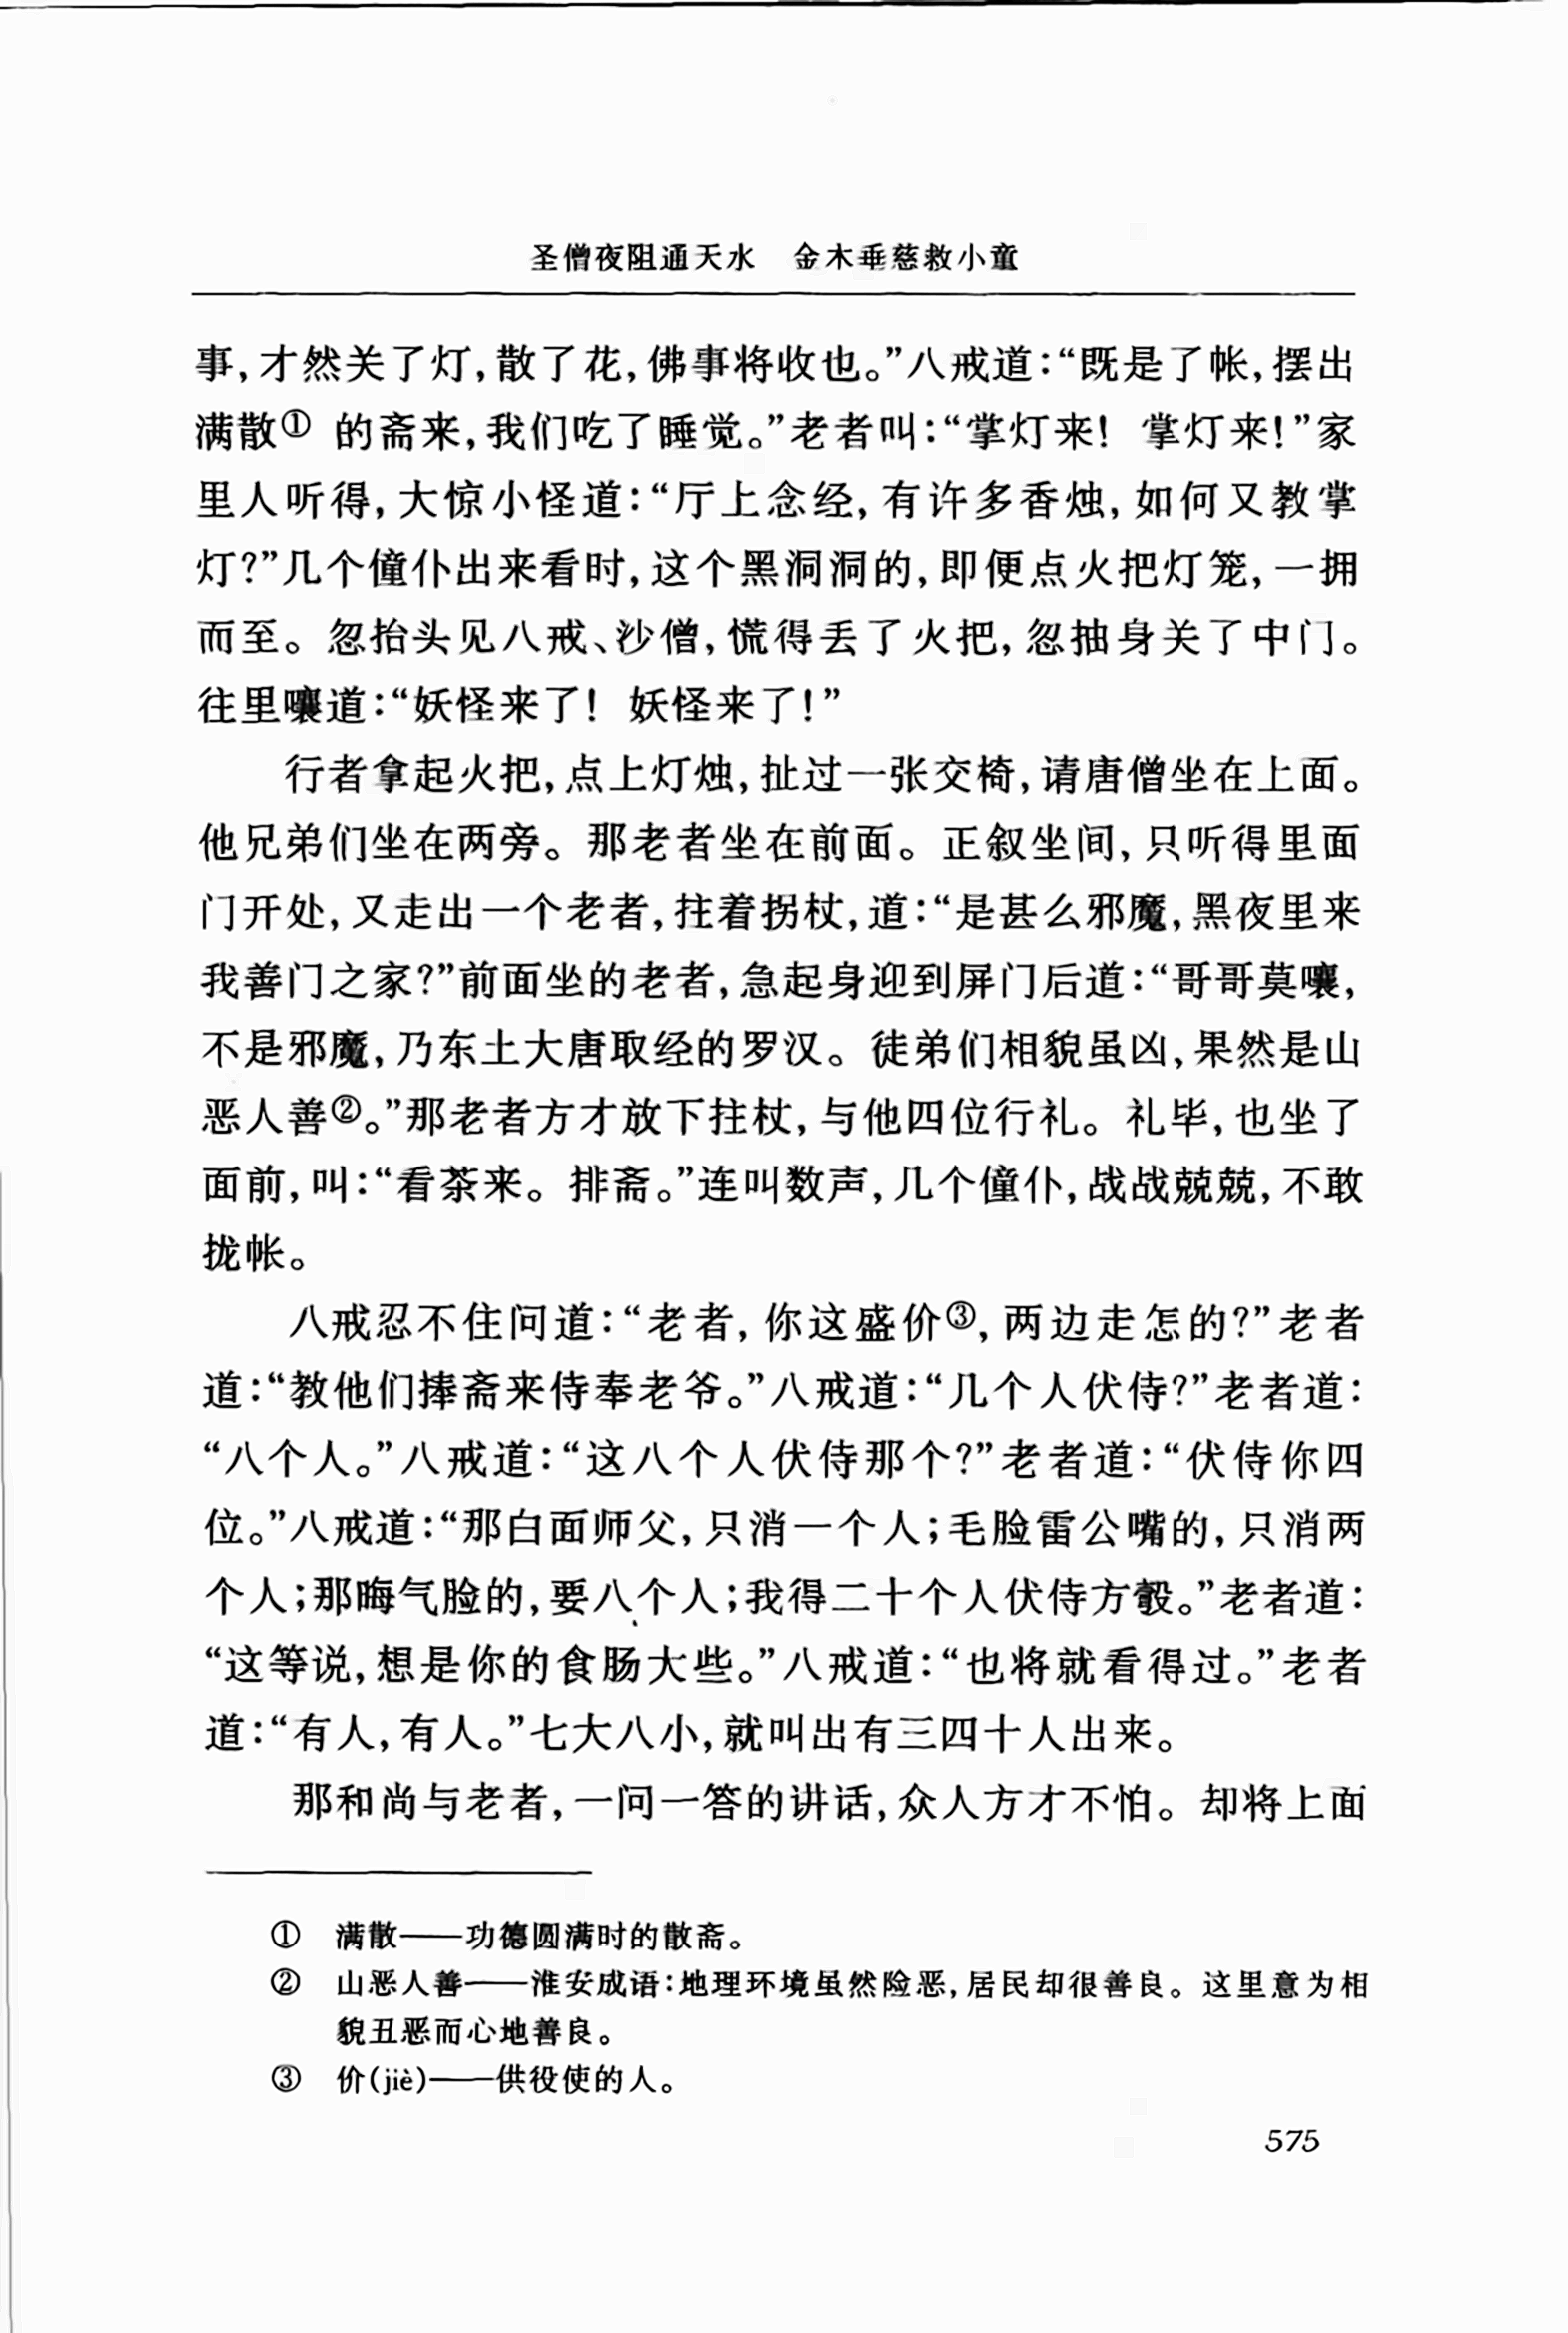 圣僧夜阻通天水　金木垂慈救小童
事,才然关了灯,散了花,佛事将收也。”八戒道:“既是了帐,摆出
满散① 的斋来,我们吃了睡觉。”老者叫:“掌灯来! 掌灯来!”家
里人听得,大惊小怪道:“厅上念经,有许多香烛,如何又教掌
灯?”几个僮仆出来看时,这个黑洞洞的,即便点火把灯笼,一拥
而至。忽抬头见八戒、沙僧,慌得丢了火把,忽抽身关了中门。
往里嚷道:“妖怪来了! 妖怪来了!”
行者拿起火把,点上灯烛,扯过一张交椅,请唐僧坐在上面。
他兄弟们坐在两旁。那老者坐在前面。正叙坐间,只听得里面
门开处,又走出一个老者,拄着拐杖,道:“是甚么邪魔,黑夜里来
我善门之家?”前面坐的老者,急起身迎到屏门后道:“哥哥莫嚷,
不是邪魔,乃东土大唐取经的罗汉。徒弟们相貌虽凶,果然是山
恶人善②。”那老者方才放下拄杖,与他四位行礼。礼毕,也坐了
面前,叫:“看茶来。排斋。”连叫数声,几个僮仆,战战兢兢,不敢
拢帐。
八戒忍不住问道:“老者,你这盛价③,两边走怎的?”老者
道:“教他们捧斋来侍奉老爷。”八戒道:“几个人伏侍?”老者道:
“八个人。”八戒道:“这八个人伏侍那个?”老者道:“伏侍你四
位。”八戒道:“那白面师父,只消一个人;毛脸雷公嘴的,只消两
个人;那晦气脸的,要八个人;我得二十个人伏侍方彀。”老者道:
“这等说,想是你的食肠大些。”八戒道:“也将就看得过。”老者
道:“有人,有人。”七大八小,就叫出有三四十人出来。
那和尚与老者,一问一答的讲话,众人方才不怕。却将上面
① 满散——功德圆满时的散斋。
② 山恶人善——淮安成语:地理环境虽然险恶,居民却很善良。这里意为相
貌丑恶而心地善良。
③ 价(jiè)——供役使的人。
575